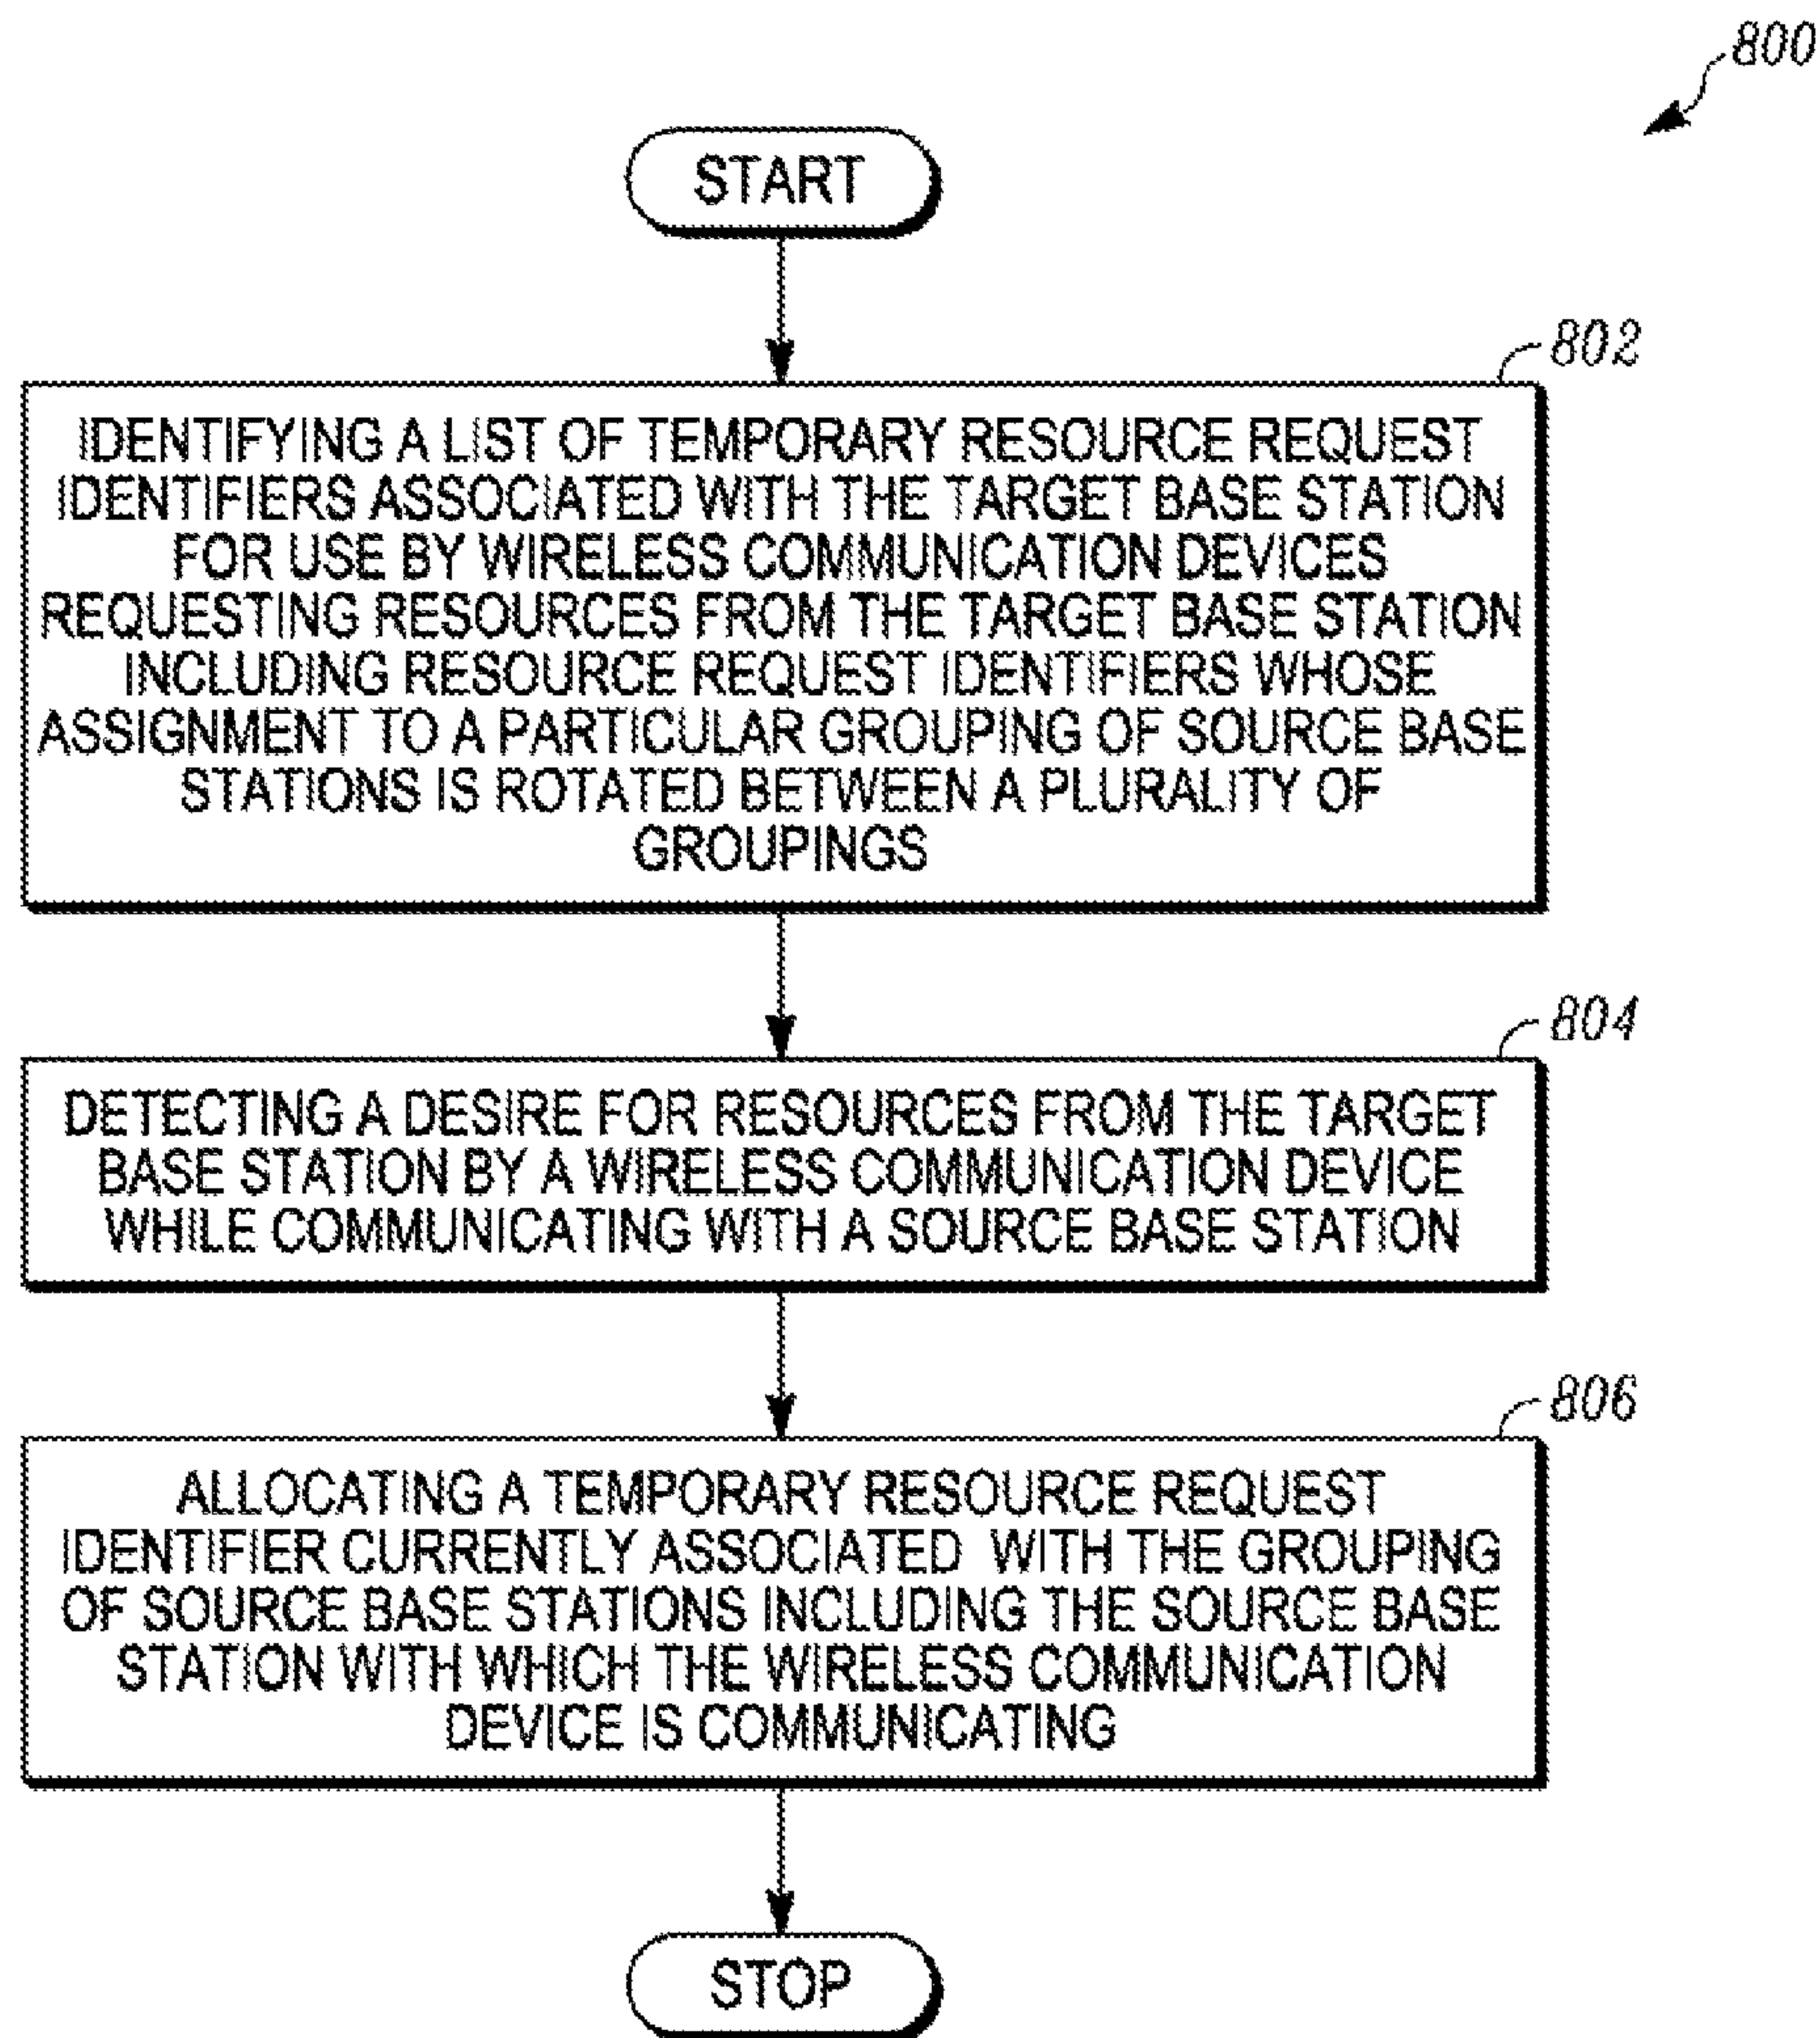 800
START
802
IDENTIFYING A LIST OF TEMPORARY RESOURCE REQUEST
IDENTIFIERS ASSOCIATED WITH THE TARGET BASE STATION
FOR USE BY WIRELESS COMMUNICATION DEVICES
REQUESTING RESOURCES FROM THE TARGET BASE STATION
INCLUDING RESOURCE REQUEST IDENTIFIERS WHOSE
ASSIGNMENT TO A PARTICULAR GROUPING OF SOURCE BASE
STATIONS IS ROTATED BETWEEN A PLURALITY OF
GROUPINGS
804
DETECTING A DESIRE FOR RESOURCES FROM THE TARGET
BASE STATION BY A WIRELESS COMMUNICATION DEVICE
WHILE COMMUNICATING WITH A SOURCE BASE STATION
806
ALLOCATING A TEMPORARY RESOURCE REQUEST
IDENTIFIER CURRENTLY ASSOCIATED WITH THE GROUPING
OF SOURCE BASE STATIONS INCLUDING THE SOURCE BASE
STATION WITH WHICH THE WIRELESS COMMUNICATION
DEVICE IS COMMUNICATING
STOP